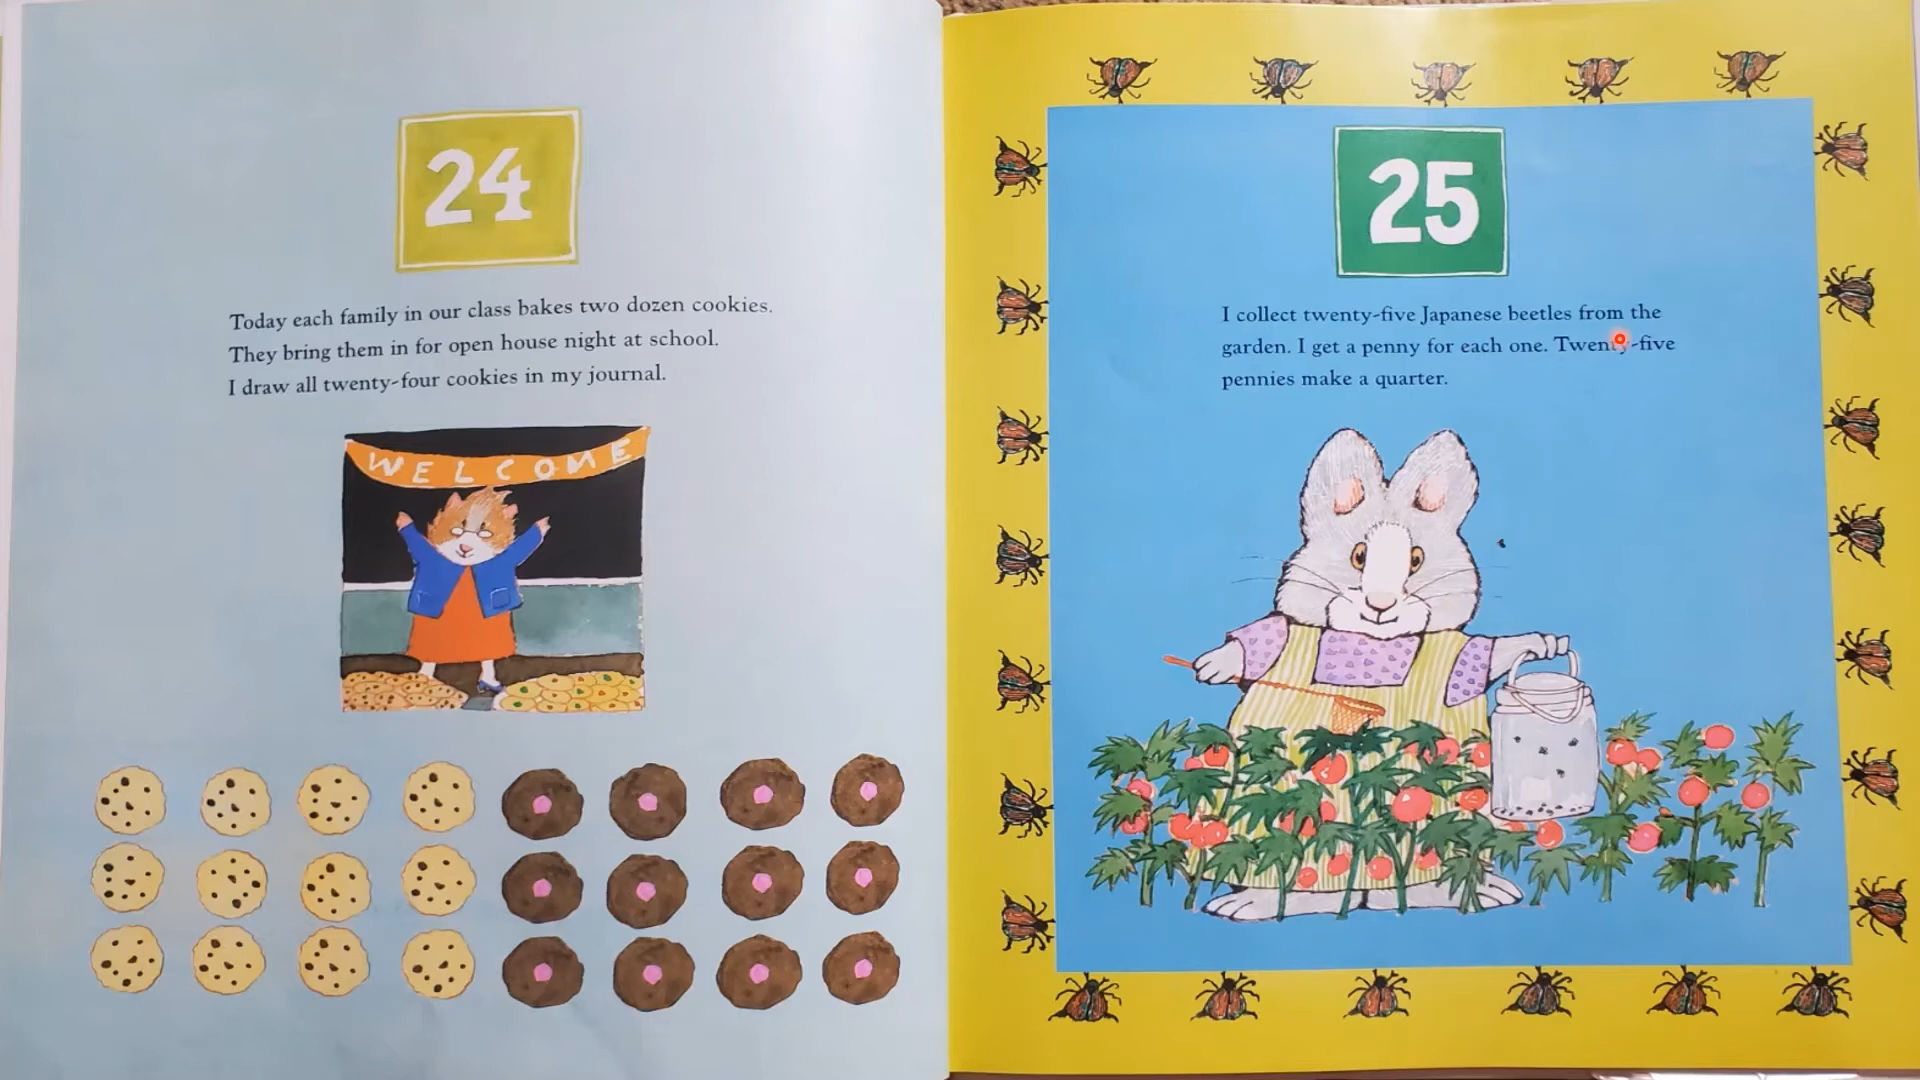 24
Today each family in our class bakes two dozen cookies.
They bring them in for open house night at school.
I draw all twenty-four cookies in my journal.
WELCOME
25
I collect twenty-five Japanese beetles from the
garden. I get a penny for each one. Twenty-five
pennies make a quarter.